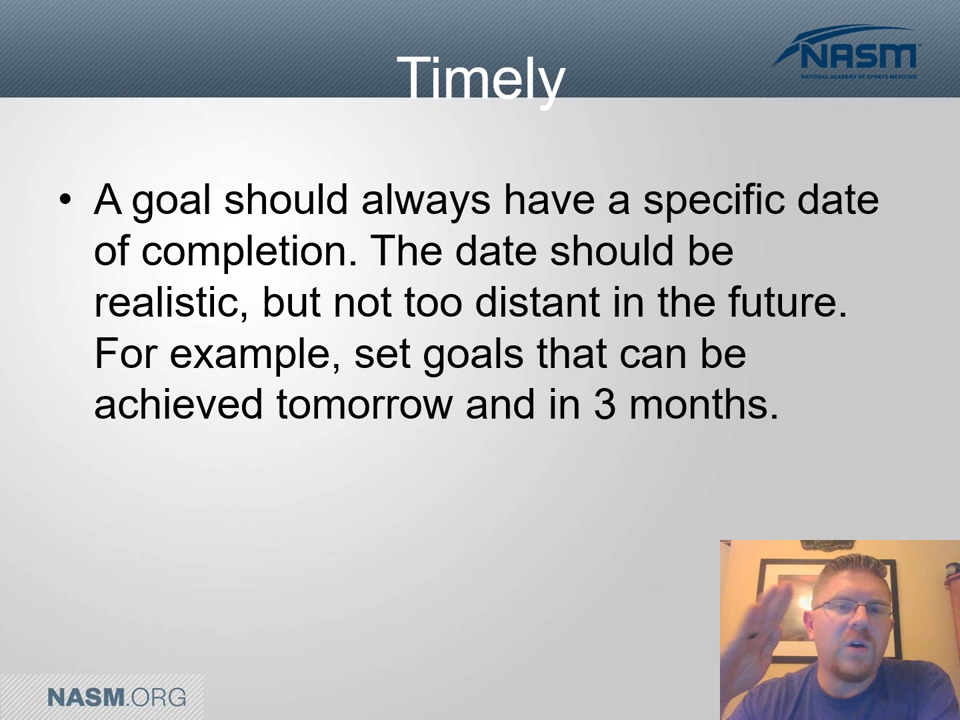 NASM
NATIONAL ACADEMY OF SPORTS MEDICINE
Timely
• A goal should always have a specific date
of completion. The date should be
realistic, but not too distant in the future.
For example, set goals that can be
achieved tomorrow and in 3 months.
NASM.ORG